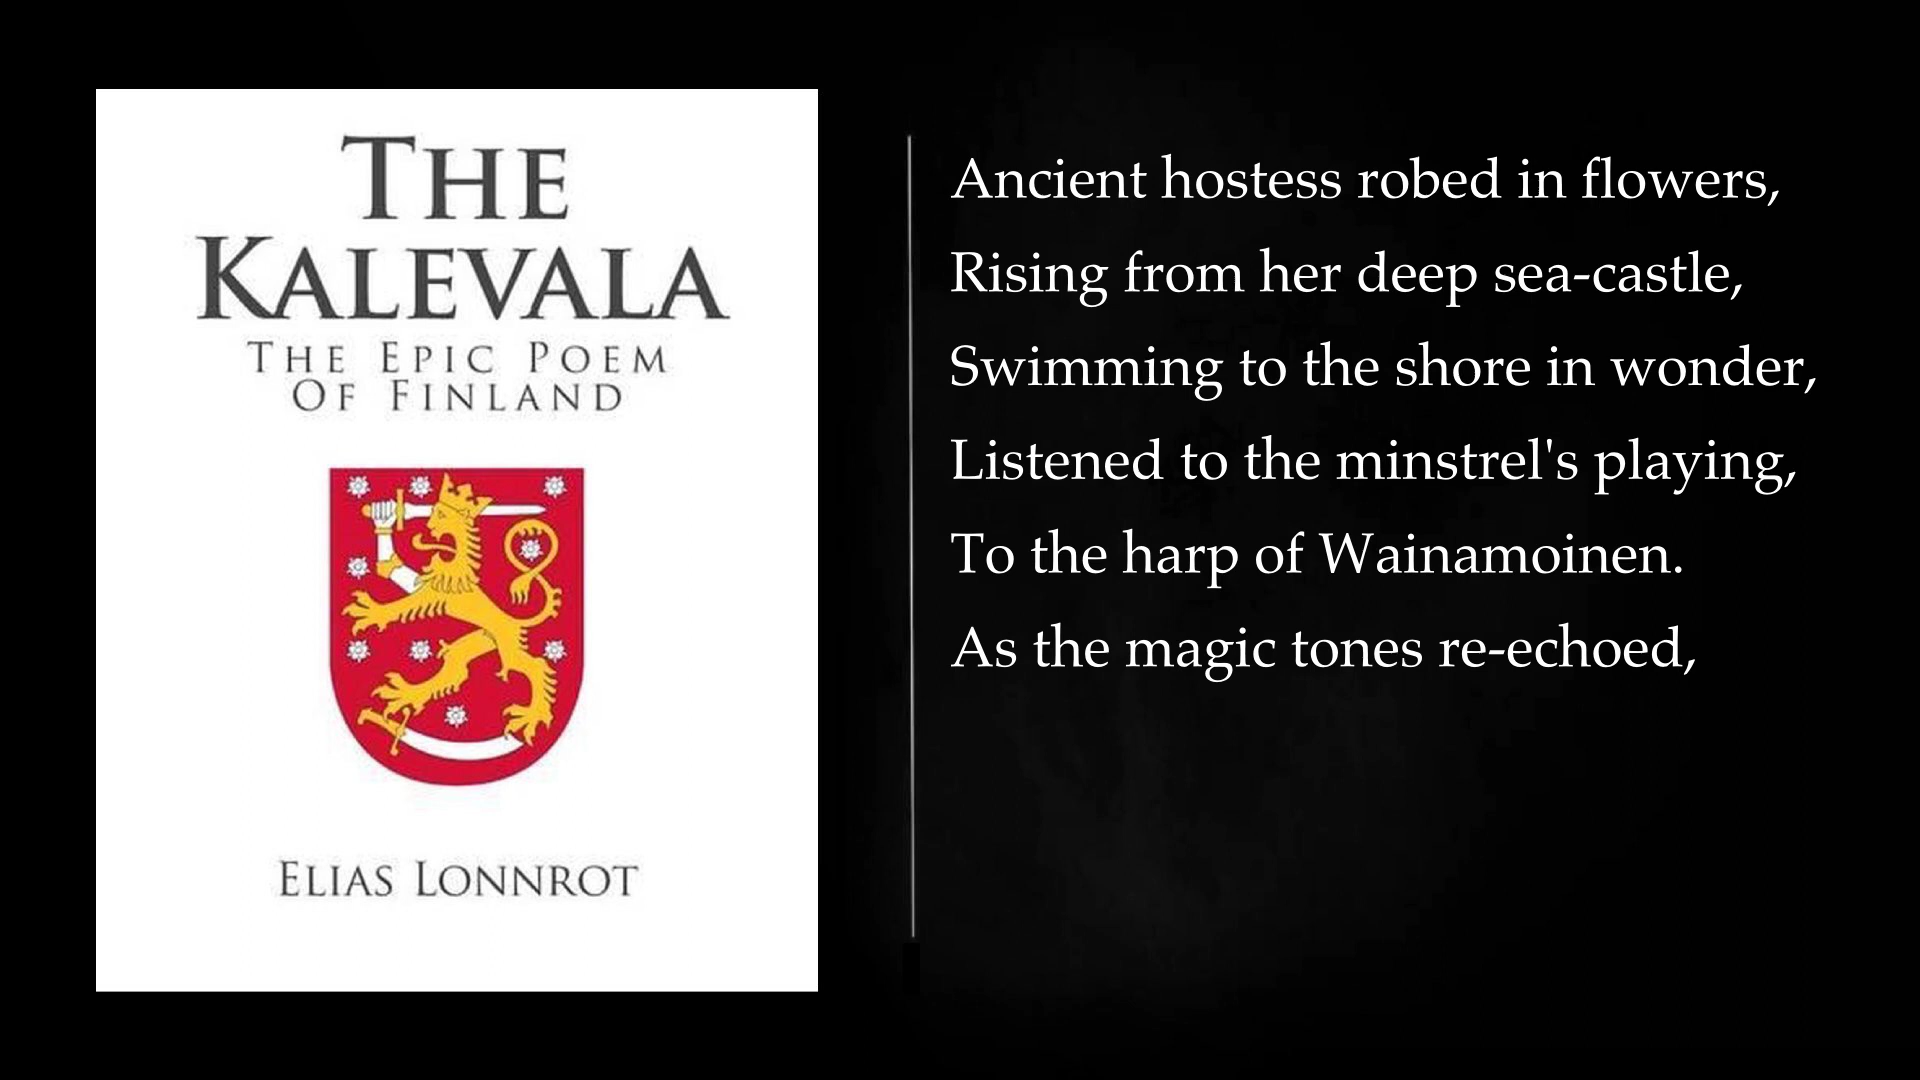 THE
KALEVALA
THE EPIC POEM
OF FINLAND
ELIAS LONNROT
Ancient hostess robed in flowers,
Rising from her deep sea-castle,
Swimming to the shore in wonder,
Listened to the minstrel's playing,
To the harp of Wainamoinen.
As the magic tones re-echoed,